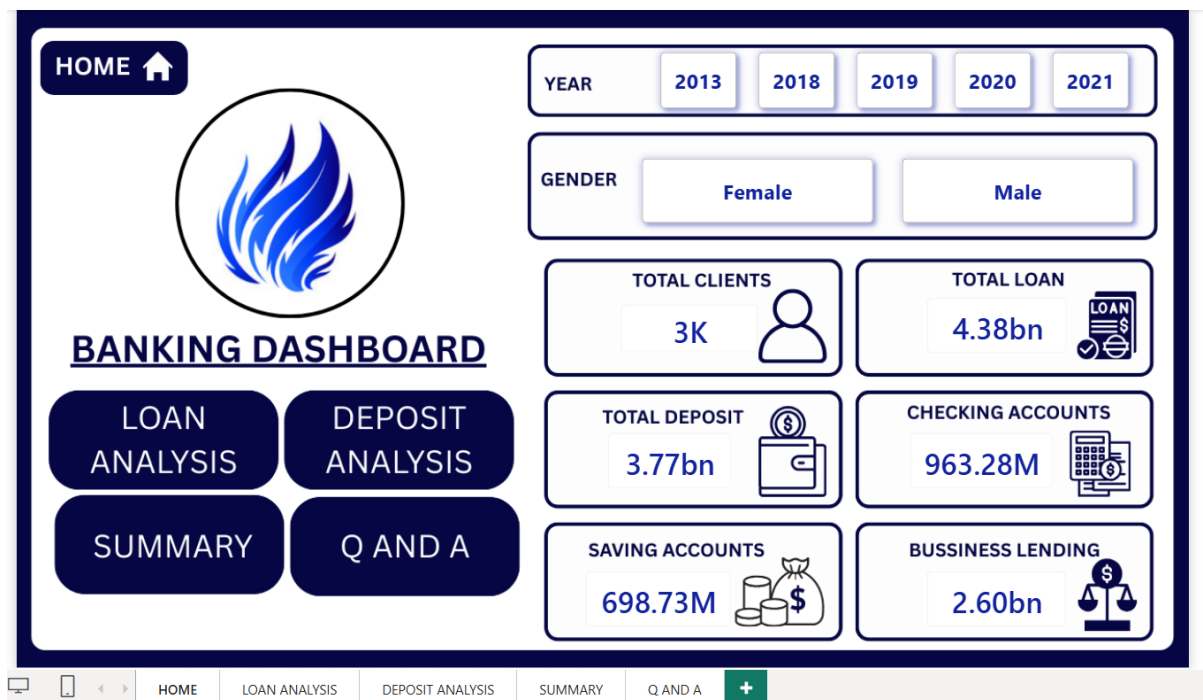 HOME
YEAR
2013
2018
2019
2020
2021
GENDER
Female
Male
BANKING DASHBOARD
LOAN
ANALYSIS
DEPOSIT
ANALYSIS
SUMMARY
Q AND A
TOTAL CLIENTS
3K
TOTAL LOAN
4.38bn
LOAN
$
TOTAL DEPOSIT
$
3.77bn
CHECKING ACCOUNTS
963.28M
$
SAVING ACCOUNTS
698.73M
$
BUSSINESS LENDING
$
2.60bn
HOME
LOAN ANALYSIS
DEPOSIT ANALYSIS
SUMMARY
Q AND A
+